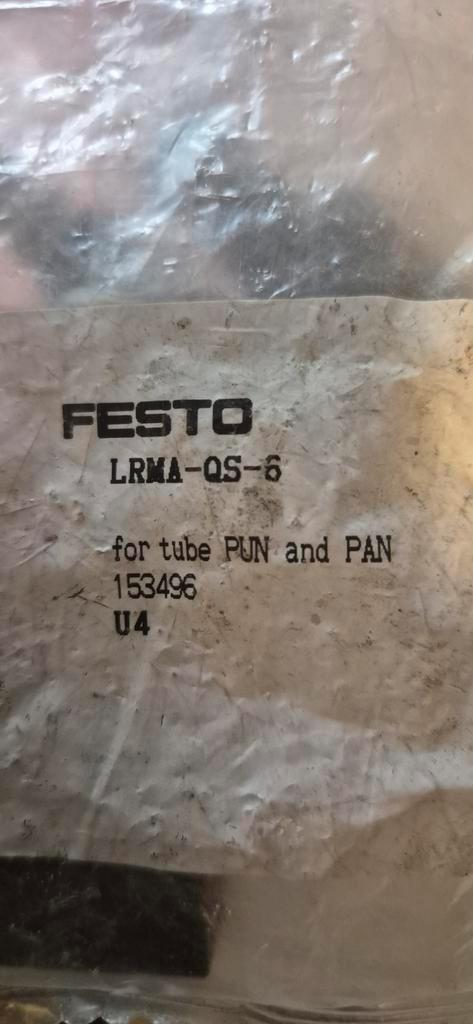 FESTO
LRMA-QS-6
for tube PUN and PAN
153496
U4